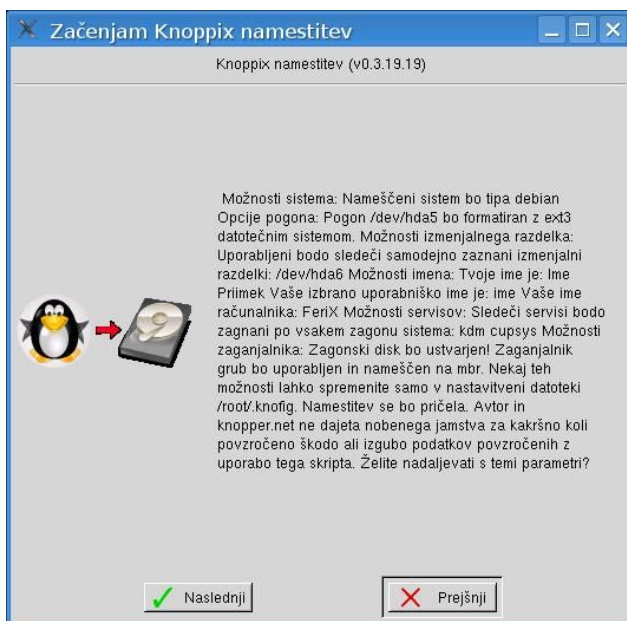 Začenjam Knoppix namestitev
Knoppix namestitev (v0.3.19.19)
Možnosti sistema: Nameščeni sistem bo tipa debian
Opcije pogona: Pogon /dev/hda5 bo formatiran z ext3
datotečnim sistemom. Možnosti izmenjalnega razdelka:
Uporabljeni bodo sledeči samodejno zaznani izmenjalni
razdelki: /dev/hda6 Možnosti imena: Tvoje ime je: Ime
Priimek Vaše izbrano uporabniško ime je: ime Vaše ime
računalnika: FeriX Možnosti servisov: Sledeči servisi bodo
zagnani po vsakem zagonu sistema: kdm cupsys Možnosti
zaganjalnika: Zagonski disk bo ustvarjen! Zaganjalnik
grub bo uporabljen in nameščen na mbr. Nekaj teh
možnosti lahko spremenite samo v nastavitveni datoteki
/root/.knofig. Namestitev se bo pričela. Avtor in
knopper.net ne dajeta nobenega jamstva za kakršno koli
povzročeno škodo ali izgubo podatkov povzročenih z
uporabo tega skripta. Želite nadaljevati s temi parametri?
Naslednji
Prejšnji